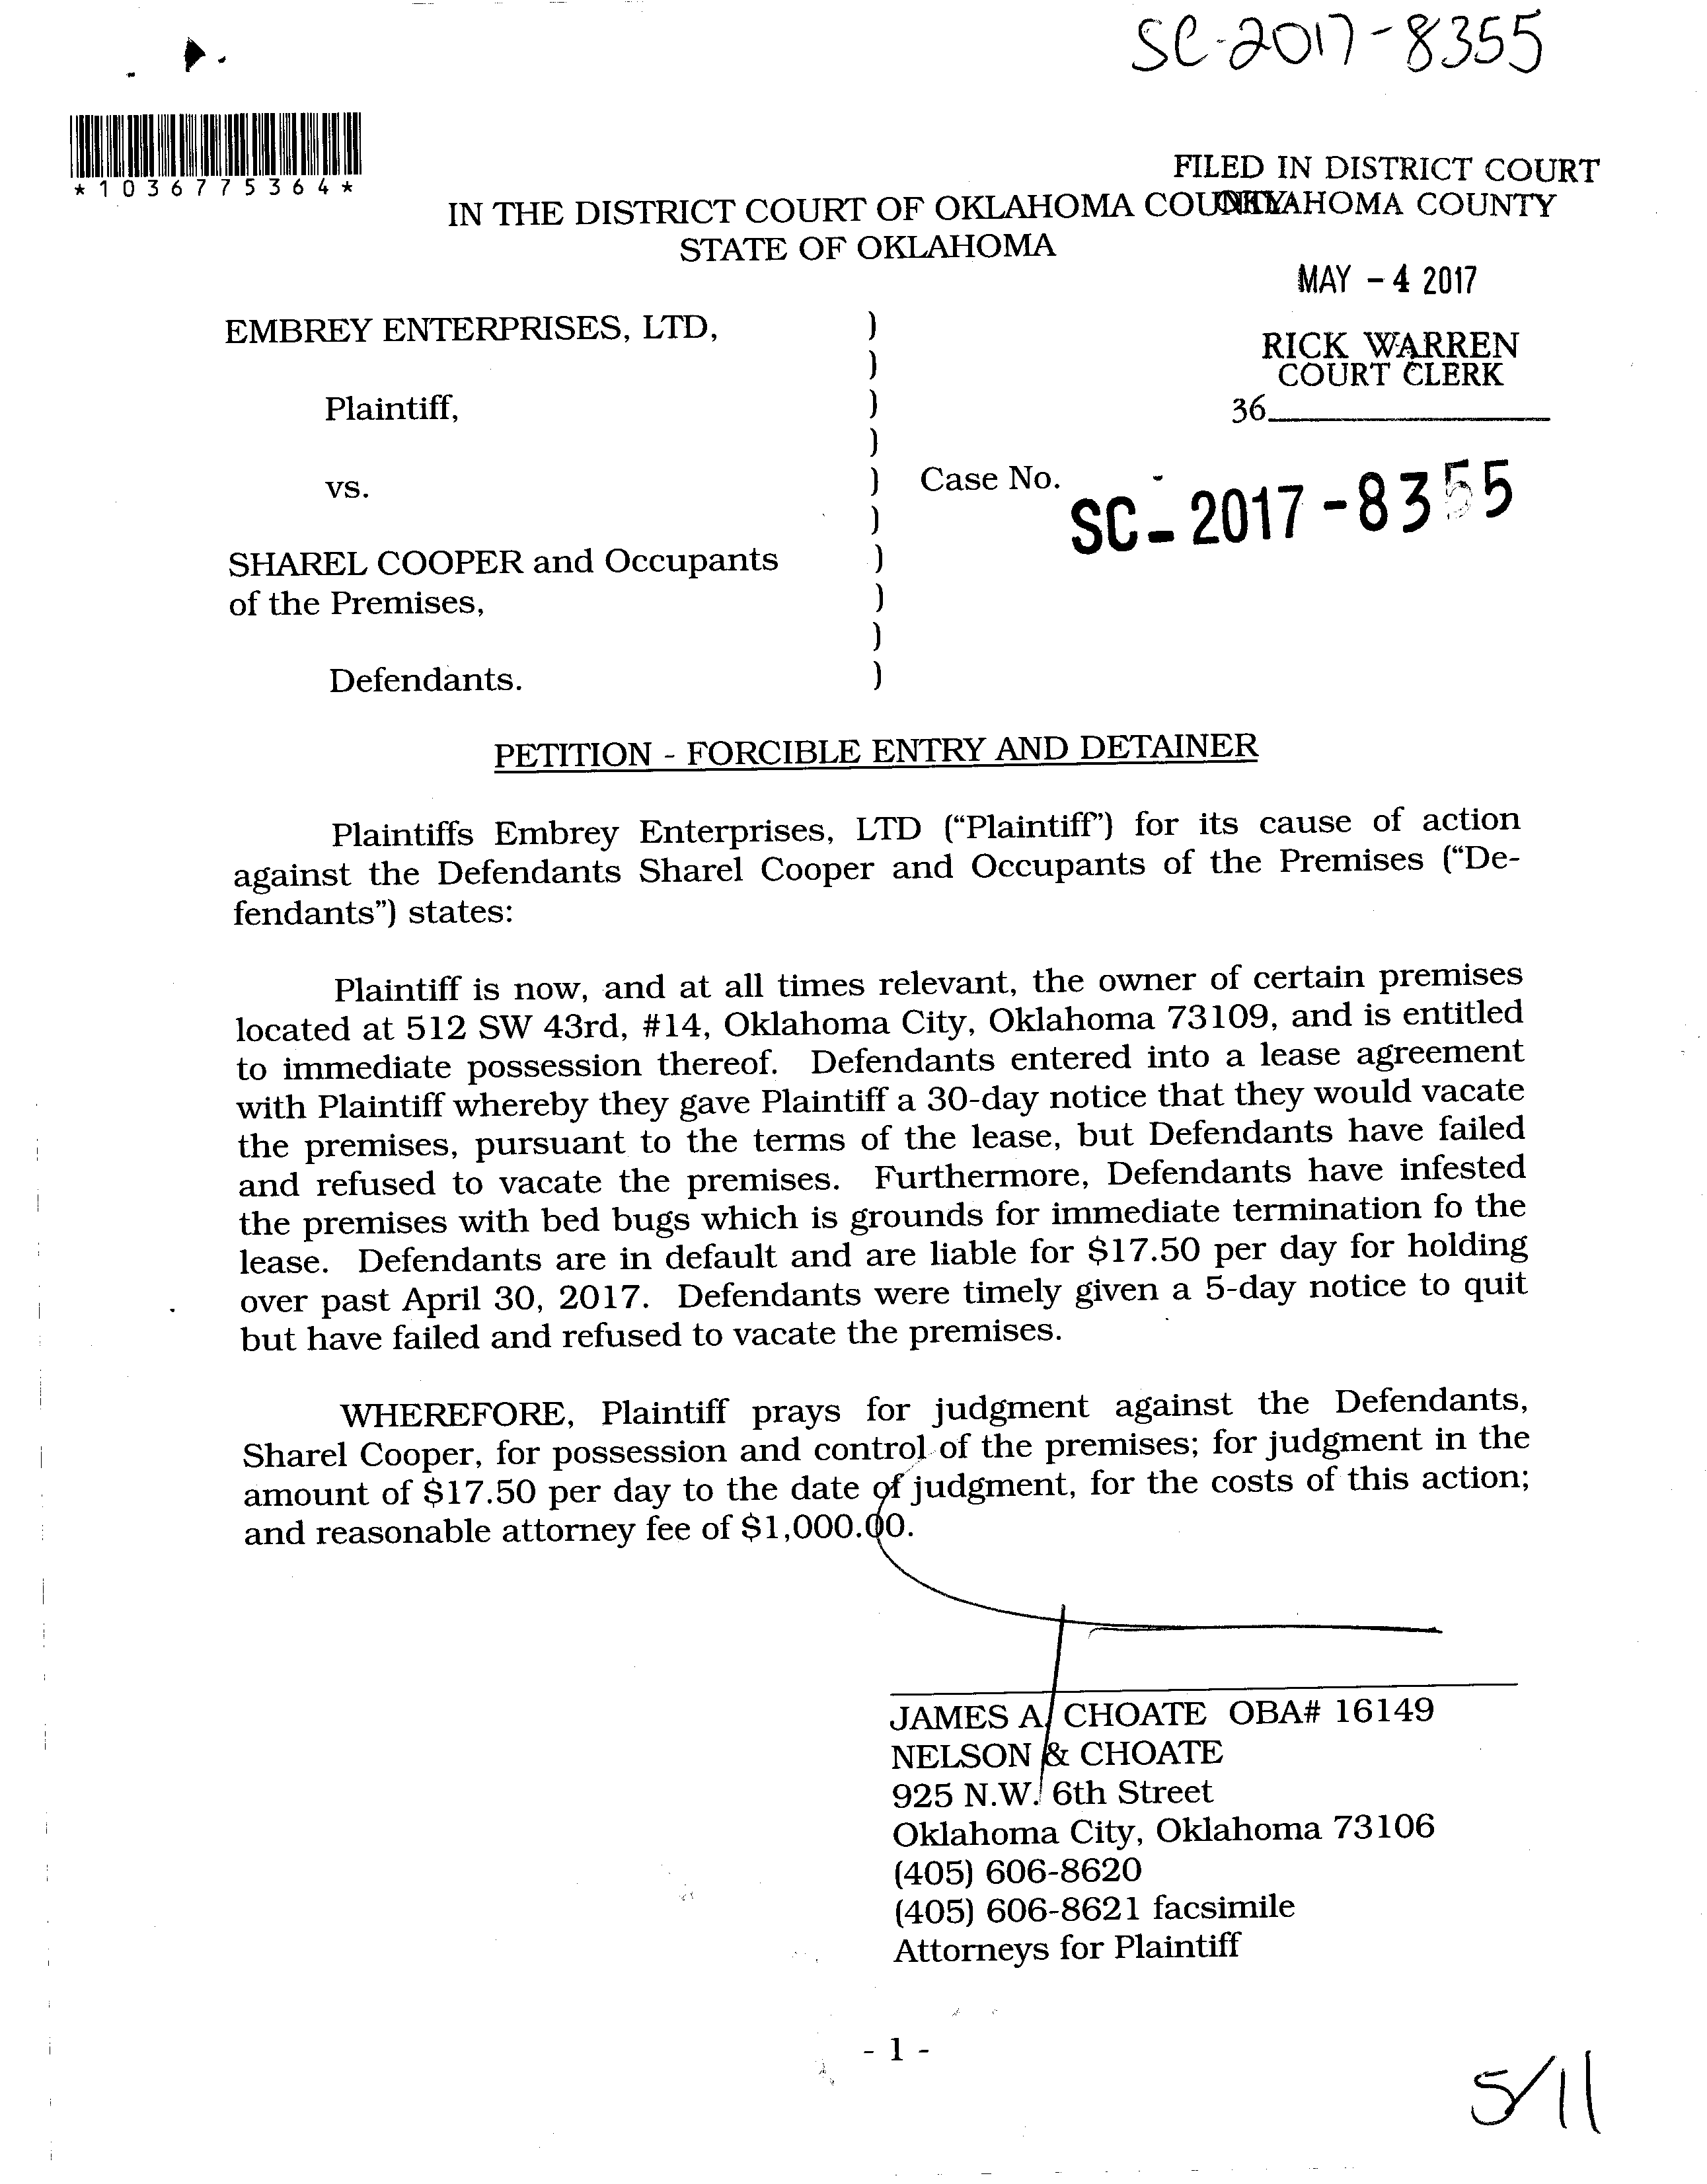 SC-2017-8355
*1036775364*
FILED IN DISTRICT COURT
OKLAHOMA COUNTY
IN THE DISTRICT COURT OF OKLAHOMA COUNTY
STATE OF OKLAHOMA
MAY - 4 2017
RICK WARREN
COURT CLERK
36
EMBREY ENTERPRISES, LTD,
Plaintiff,
vs.
SHAREL COOPER and Occupants
of the Premises,
Defendants.
)
)
)
)
)
)
)
)
)
)
Case No.
SC- 2017-8355
PETITION - FORCIBLE ENTRY AND DETAINER
Plaintiffs Embrey Enterprises, LTD (“Plaintiff”) for its cause of action
against the Defendants Sharel Cooper and Occupants of the Premises (“De-
fendants”) states:
Plaintiff is now, and at all times relevant, the owner of certain premises
located at 512 SW 43rd, #14, Oklahoma City, Oklahoma 73109, and is entitled
to immediate possession thereof. Defendants entered into a lease agreement
with Plaintiff whereby they gave Plaintiff a 30-day notice that they would vacate
the premises, pursuant to the terms of the lease, but Defendants have failed
and refused to vacate the premises. Furthermore, Defendants have infested
the premises with bed bugs which is grounds for immediate termination fo the
lease. Defendants are in default and are liable for $17.50 per day for holding
over past April 30, 2017. Defendants were timely given a 5-day notice to quit
but have failed and refused to vacate the premises.
WHEREFORE, Plaintiff prays for judgment against the Defendants,
Sharel Cooper, for possession and control of the premises; for judgment in the
amount of $17.50 per day to the date of judgment, for the costs of this action;
and reasonable attorney fee of $1,000.00.
JAMES A. CHOATE OBA# 16149
NELSON & CHOATE
925 N.W. 6th Street
Oklahoma City, Oklahoma 73106
(405) 606-8620
(405) 606-8621 facsimile
Attorneys for Plaintiff
- 1 -
5/11